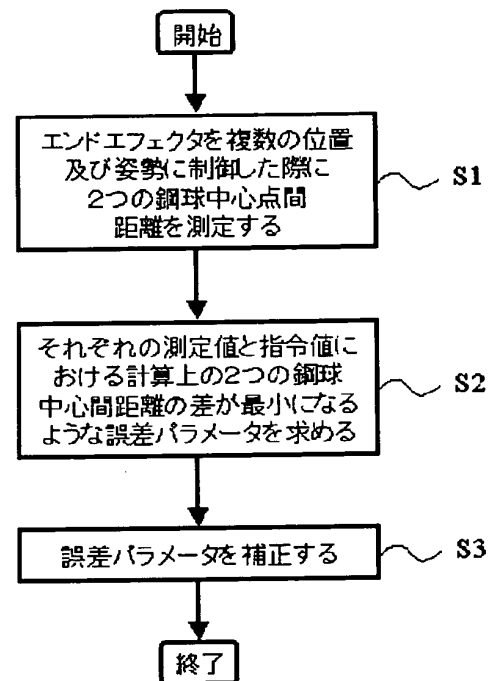 開始
エンドエフェクタを複数の位置
及び姿勢に制御した際に
2つの鋼球中心点間
距離を測定する
S1
それぞれの測定値と指令値に
おける計算上の2つの鋼球
中心間距離の差が最小になる
ような誤差パラメータを求める
S2
誤差パラメータを補正する
S3
終了